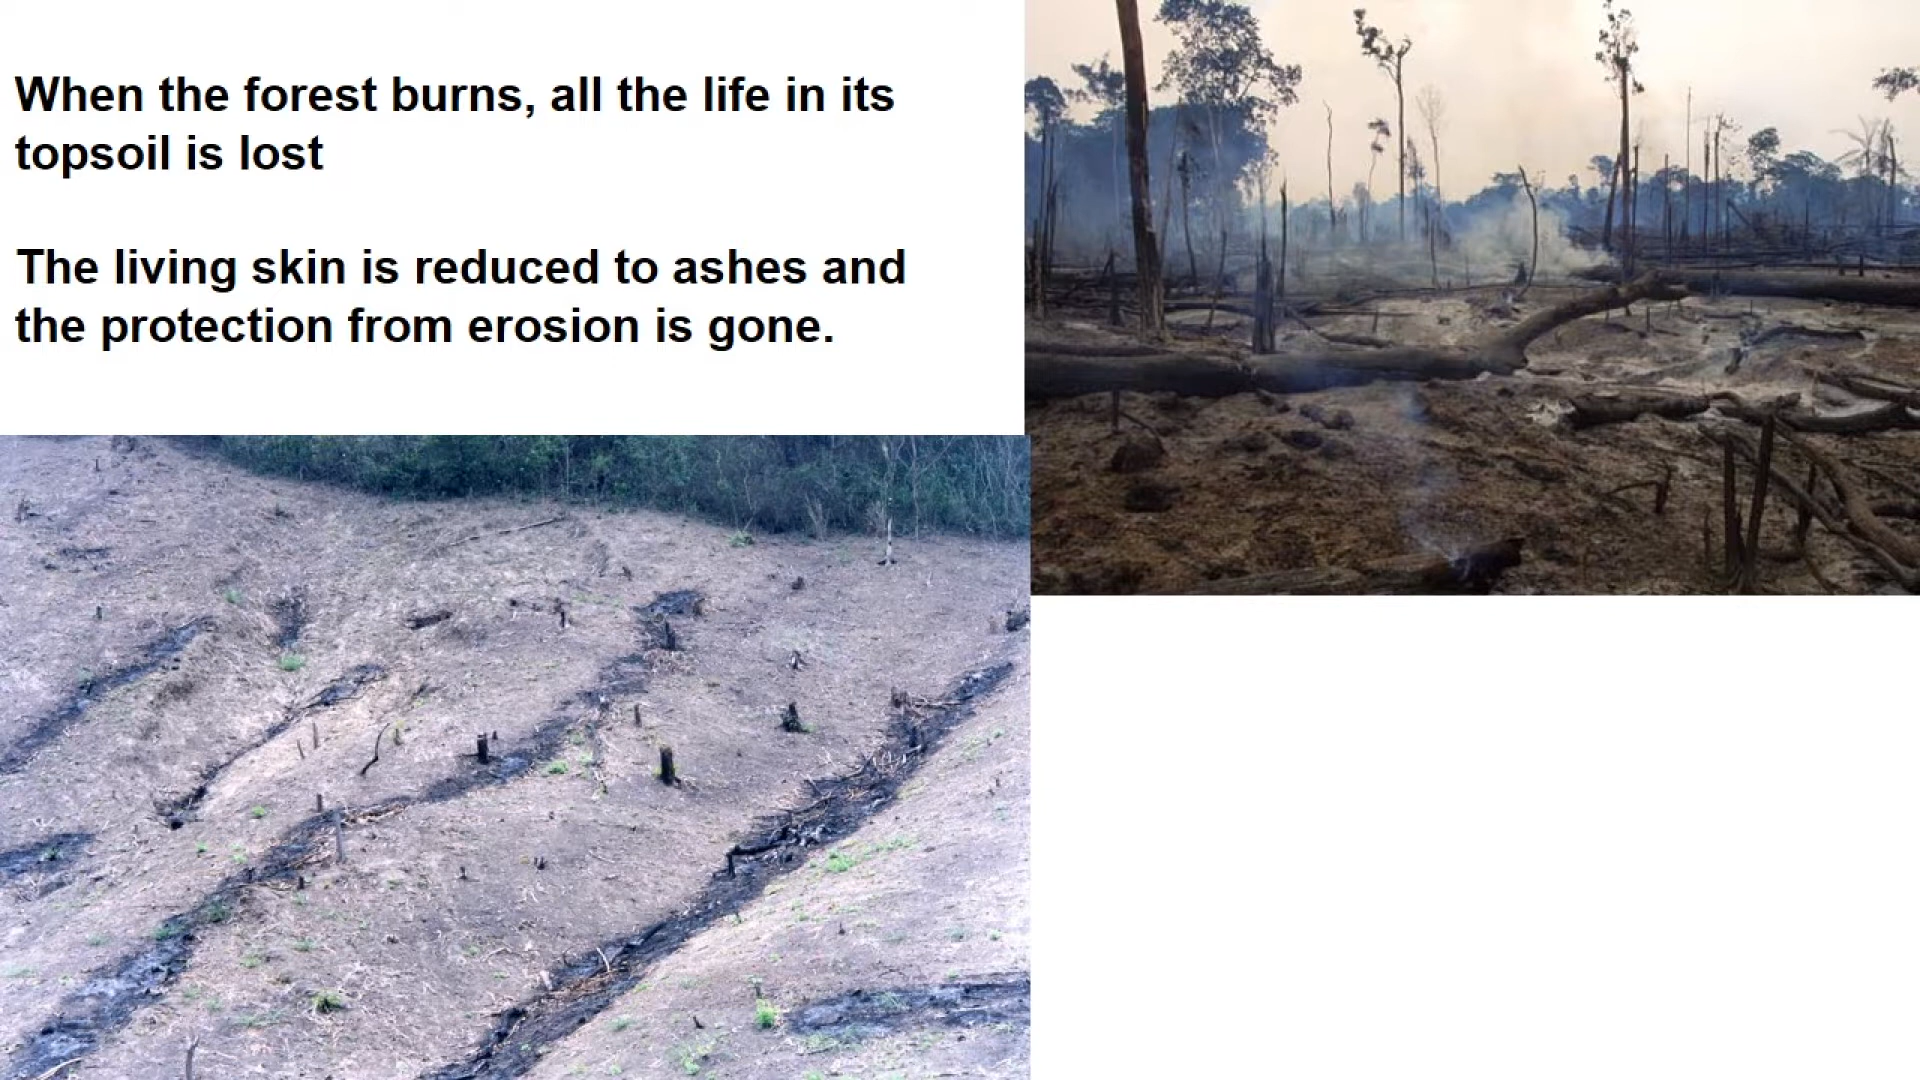 When the forest burns, all the life in its
topsoil is lost
The living skin is reduced to ashes and
the protection from erosion is gone.